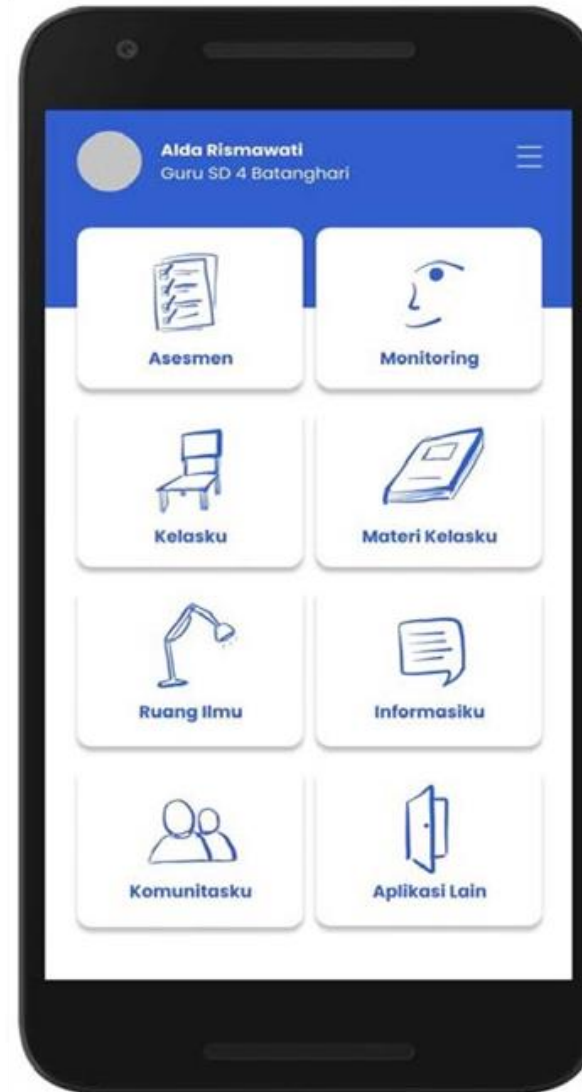 Alda Rismawati
Guru SD 4 Batanghari
Asesmen
Monitoring
Kelasku
Materi Kelasku
Ruang Ilmu
Informasiku
Komunitasku
Aplikasi Lain